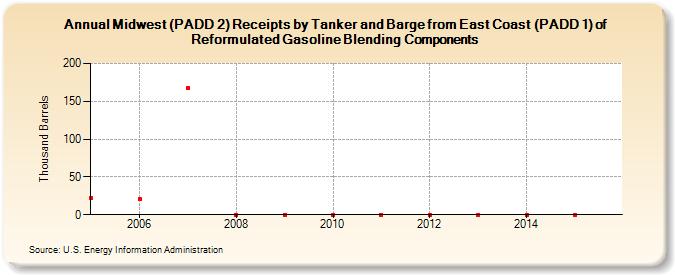 Annual Midwest (PADD 2) Receipts by Tanker and Barge from East Coast (PADD 1) of
Reformulated Gasoline Blending Components
Thousand Barrels
200
150
100
50
0
2006
2008
2010
2012
2014
Source: U.S. Energy Information Administration